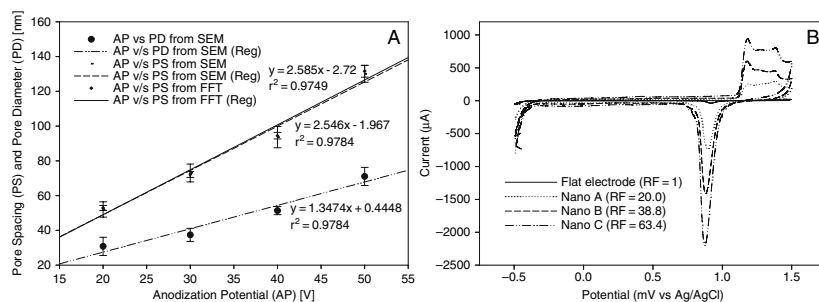 A
Pore Spacing (PS) and Pore Diameter (PD) [nm]
160
140
120
100
80
60
40
20
AP vs PD from SEM
AP v/s PD from SEM (Reg)
AP v/s PS from SEM
AP v/s PS from SEM (Reg)
AP v/s PS from FFT
AP v/s PS from FFT (Reg)
y = 2.585x - 2.72
r² = 0.9749
y = 2.546x - 1.967
r² = 0.9784
y = 1.3474x + 0.4448
r² = 0.9784
15 20 25 30 35 40 45 50 55
Anodization Potential (AP) [V]
B
Current (µA)
1000
500
0
−500
−1000
−1500
−2000
−2500
Flat electrode (RF = 1)
Nano A (RF = 20.0)
Nano B (RF = 38.8)
Nano C (RF = 63.4)
−0.5 0.0 0.5 1.0 1.5
Potential (mV vs Ag/AgCl)